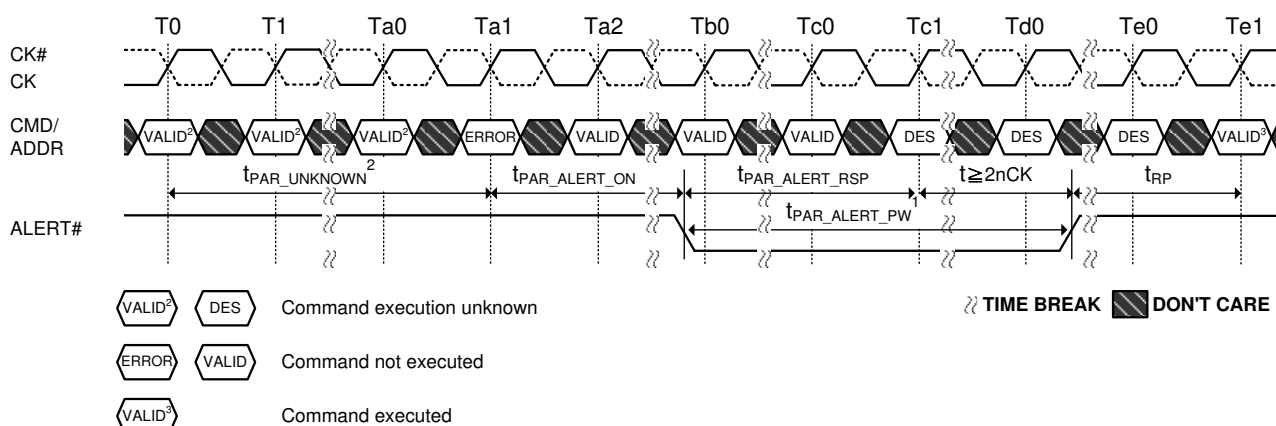 T0 T1 Ta0 Ta1 Ta2 Tb0 Tc0 Tc1 Td0 Te0 Te1
CK#
CK
CMD/
ADDR
VALID² VALID² VALID² ERROR VALID VALID VALID DES DES DES VALID³
tPAR_UNKNOWN² tPAR_ALERT_ON tPAR_ALERT_RSP t≧2nCK tRP
tPAR_ALERT_PW¹
ALERT#
VALID² DES Command execution unknown
TIME BREAK DON'T CARE
ERROR VALID Command not executed
VALID³ Command executed